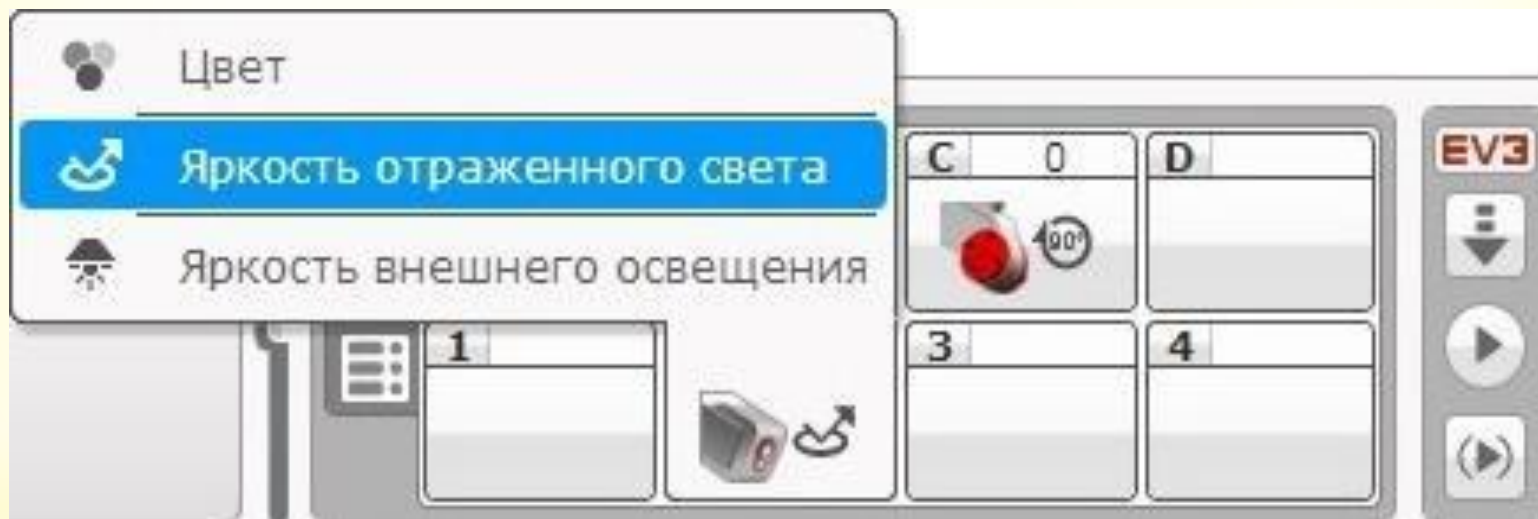 Цвет
Яркость отраженного света
Яркость внешнего освещения
C 0
D
EV3
90°
1
3
4